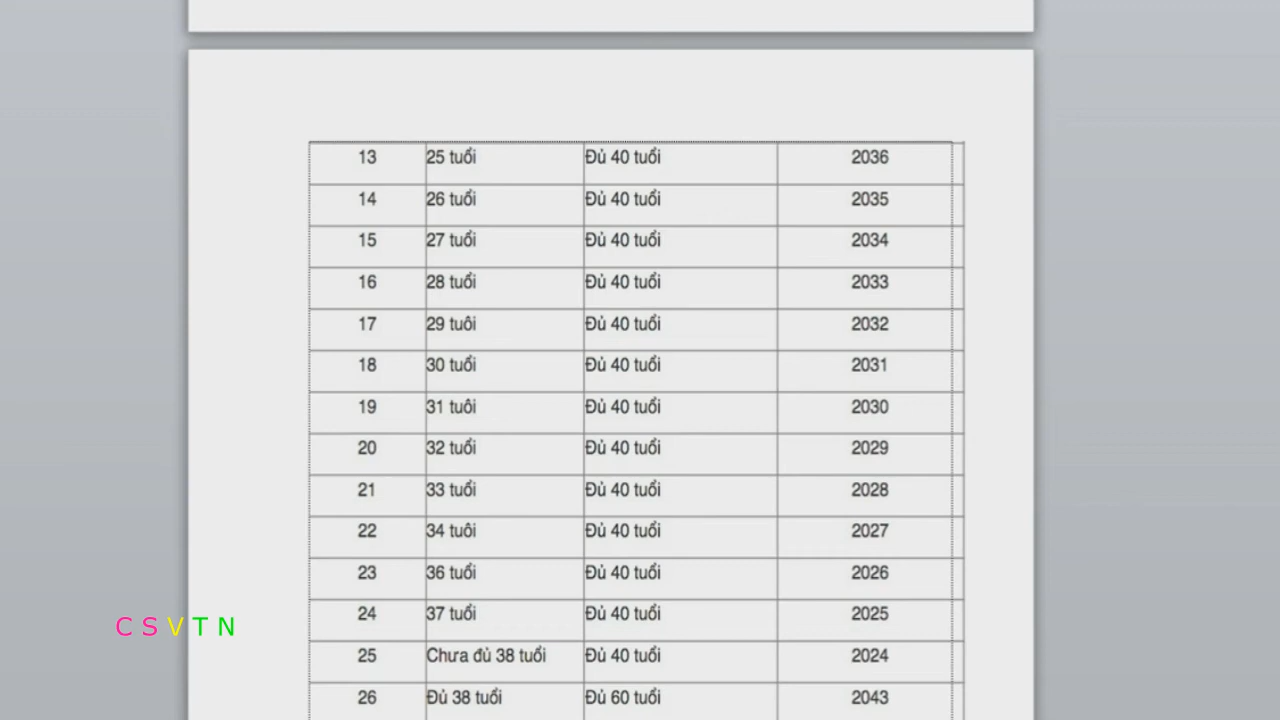 13 25 tuổi Đủ 40 tuổi 2036
14 26 tuổi Đủ 40 tuổi 2035
15 27 tuổi Đủ 40 tuổi 2034
16 28 tuổi Đủ 40 tuổi 2033
17 29 tuôi Đủ 40 tuổi 2032
18 30 tuổi Đủ 40 tuổi 2031
19 31 tuôi Đủ 40 tuổi 2030
20 32 tuổi Đủ 40 tuổi 2029
21 33 tuổi Đủ 40 tuổi 2028
22 34 tuôi Đủ 40 tuổi 2027
23 36 tuổi Đủ 40 tuổi 2026
24 37 tuổi Đủ 40 tuổi 2025
25 Chưa đủ 38 tuổi Đủ 40 tuổi 2024
26 Đủ 38 tuổi Đủ 60 tuổi 2043
C S V T N